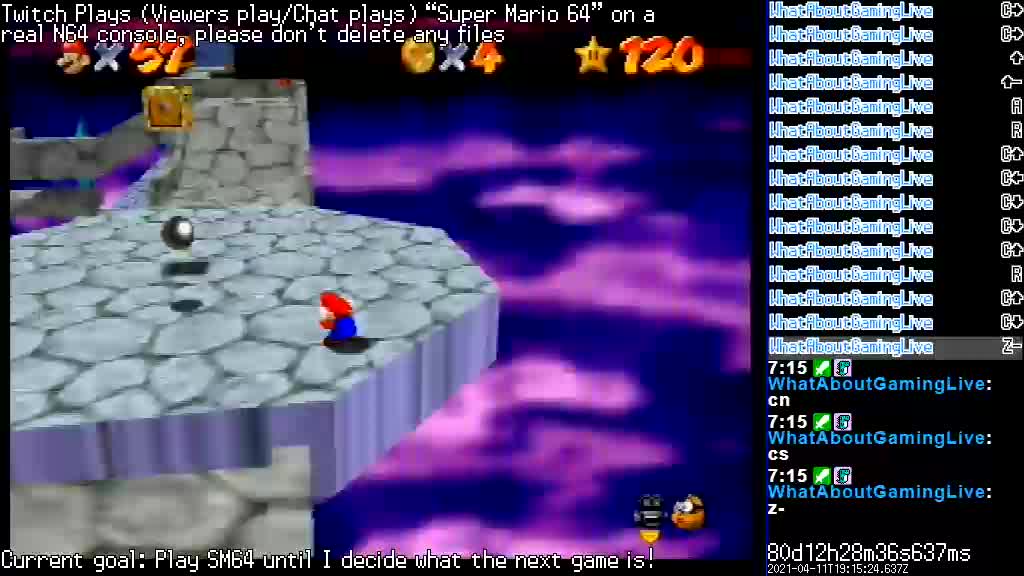 Twitch Plays (Viewers play/Chat plays) “Super Mario 64” on a
real N64 console, please don’t delete any files
× 57
× 4
120
WhatAboutGamingLive C→
WhatAboutGamingLive C→
WhatAboutGamingLive ↑
WhatAboutGamingLive ↑-
WhatAboutGamingLive A
WhatAboutGamingLive R
WhatAboutGamingLive C↑
WhatAboutGamingLive C←
WhatAboutGamingLive C↓
WhatAboutGamingLive C↓
WhatAboutGamingLive C↑
WhatAboutGamingLive R
WhatAboutGamingLive C↑
WhatAboutGamingLive C↓
WhatAboutGamingLive Z-
7:15
WhatAboutGamingLive:
cn
7:15
WhatAboutGamingLive:
cs
7:15
WhatAboutGamingLive:
z-
Current goal: Play SM64 until I decide what the next game is!
80d12h28m36s637ms
2021-04-11T19:15:24.637Z